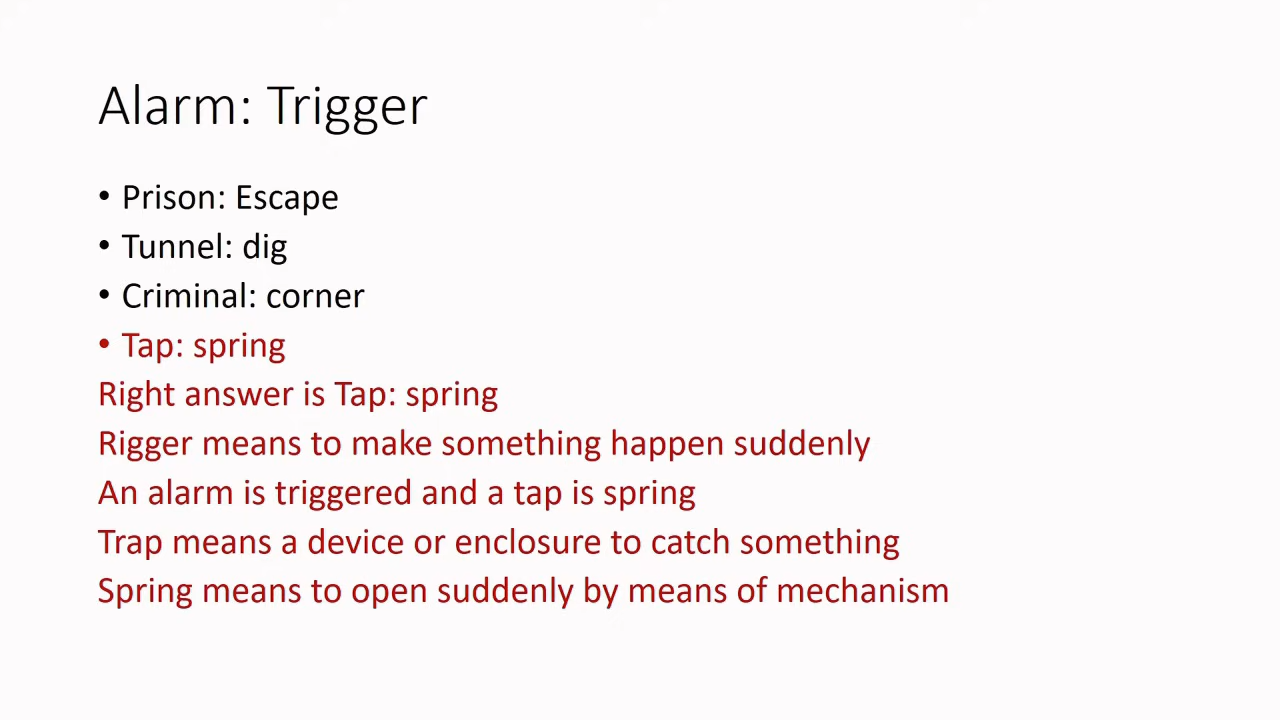 Alarm: Trigger
• Prison: Escape
• Tunnel: dig
• Criminal: corner
• Tap: spring
Right answer is Tap: spring
Rigger means to make something happen suddenly
An alarm is triggered and a tap is spring
Trap means a device or enclosure to catch something
Spring means to open suddenly by means of mechanism